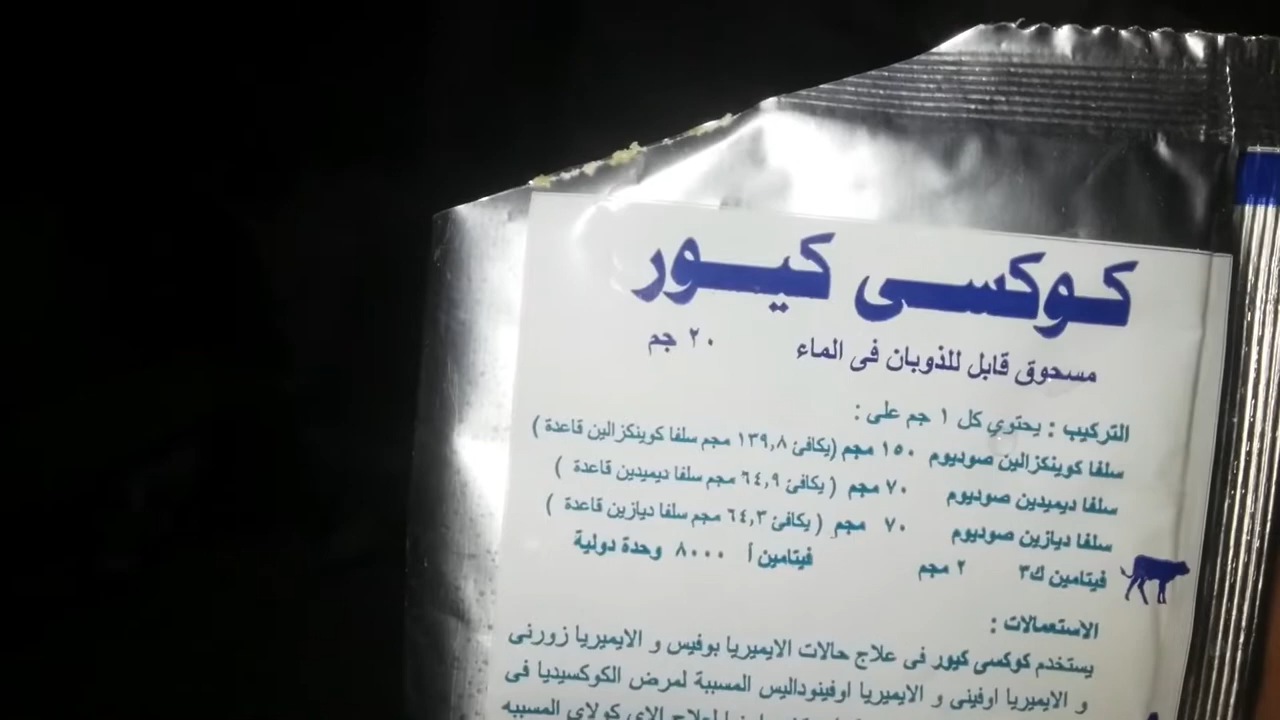 كوكسى كيور
مسحوق قابل للذوبان فى الماء ٢٠ جم
التركيب : يحتوي كل ١ جم على :
سلفا كوينكزالين صوديوم ١٥٠ مجم (يكافئ ١٣٩,٨ مجم سلفا كوينكزالين قاعدة )
سلفا ديميدين صوديوم ٧٠ مجم ( يكافئ ٦٤,٩ مجم سلفا ديميدين قاعدة )
سلفا ديازين صوديوم ٧٠ مجم ( يكافئ ٦٤,٣ مجم سلفا ديازين قاعدة )
فيتامين ك٣ ٢ مجم فيتامين أ ٨٠٠٠ وحدة دولية
الاستعمالات :
يستخدم كوكسى كيور فى علاج حالات الايميريا بوفيس و الايميريا زورنى
و الايميريا اوفينى و الايميريا اوفينوداليس المسببة لمرض الكوكسيديا فى
لعلاج الاى كولاى المسببه